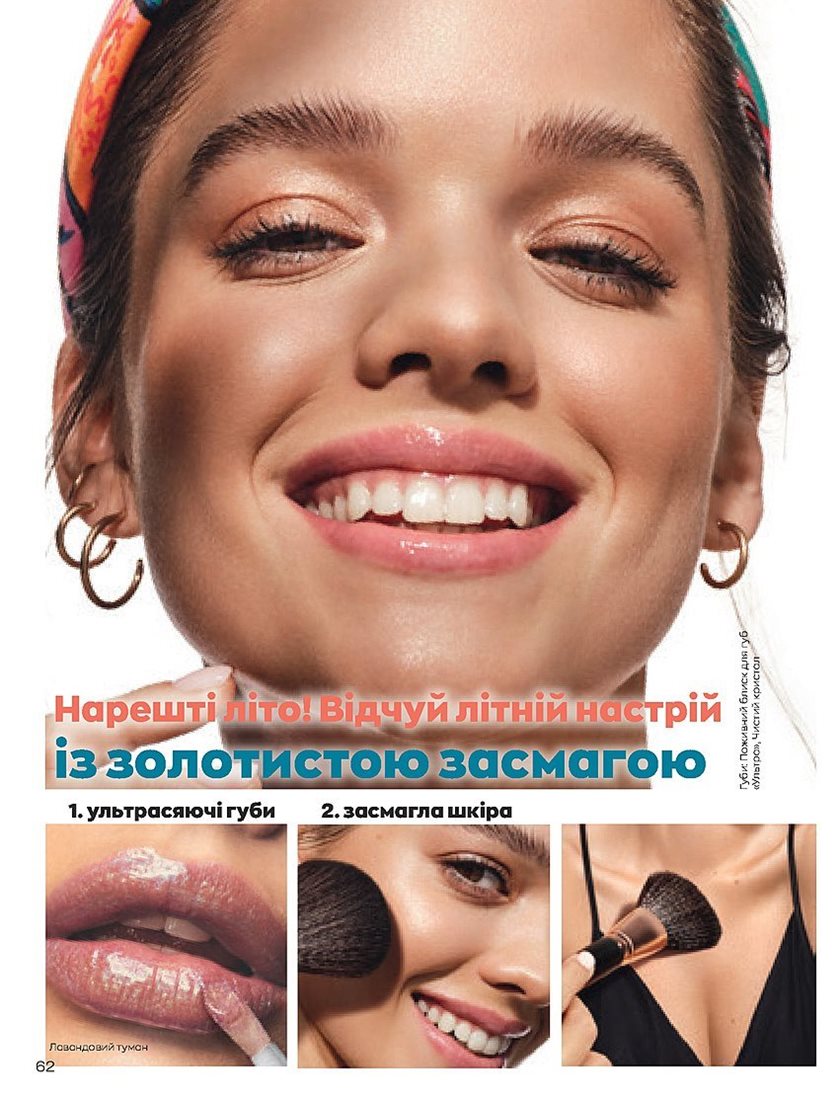 Нарешті літо! Відчуй літній настрій
із золотистою засмагою
Губи: Поживний блиск для губ
«Ультра», Чистий кристал
1. ультрасяючі губи
2. засмагла шкіра
Лавандовий туман
62